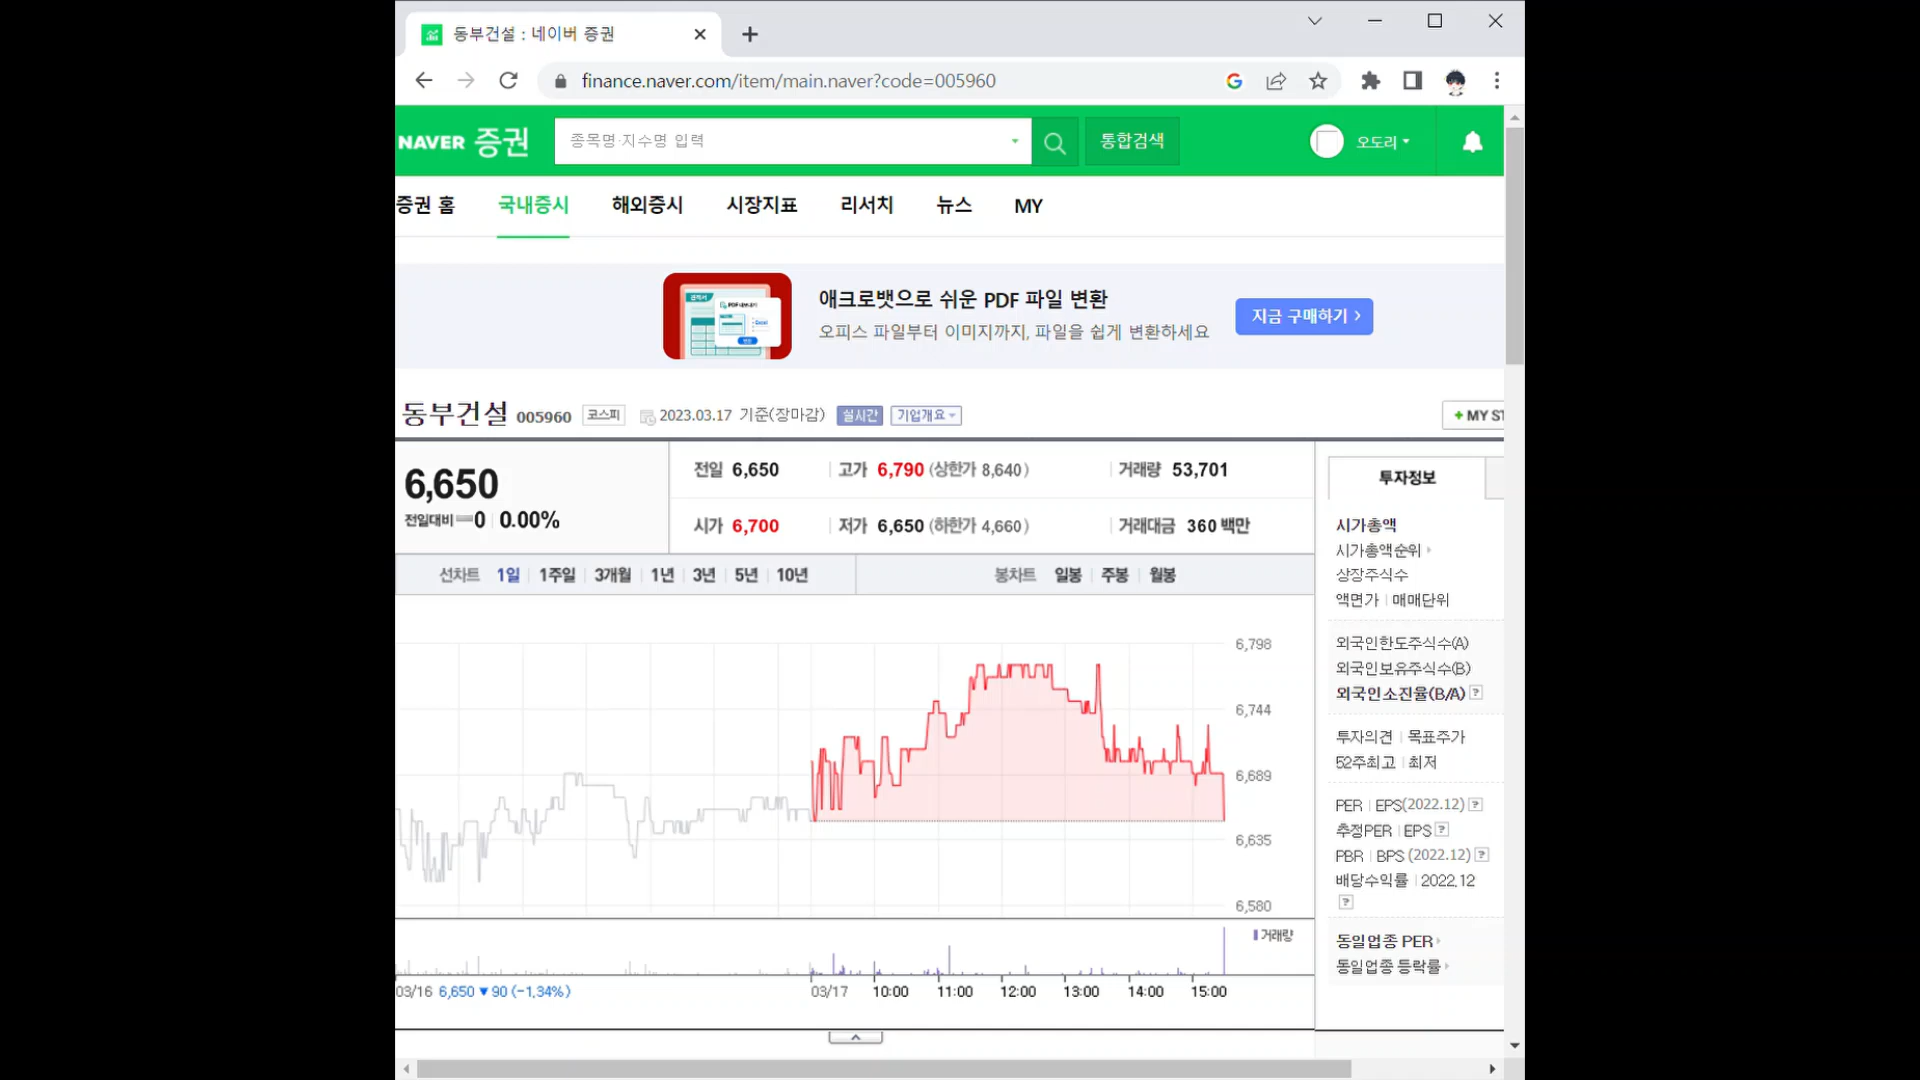 동부건설 : 네이버 증권
finance.naver.com/item/main.naver?code=005960
NAVER 증권 종목명·지수명 입력 통합검색 오도리
증권 홈 국내증시 해외증시 시장지표 리서치 뉴스 MY
애크로뱃으로 쉬운 PDF 파일 변환
오피스 파일부터 이미지까지, 파일을 쉽게 변환하세요
지금 구매하기
동부건설 005960 코스피 2023.03.17 기준(장마감) 실시간 기업개요 + MY ST
6,650
전일대비 0 0.00%
전일 6,650 고가 6,790 (상한가 8,640) 거래량 53,701
시가 6,700 저가 6,650 (하한가 4,660) 거래대금 360 백만
선차트 1일 1주일 3개월 1년 3년 5년 10년 봉차트 일봉 주봉 월봉
6,798
6,744
6,689
6,635
6,580
거래량
03/16 6,650 ▼ 90 (-1.34%) 03/17 10:00 11:00 12:00 13:00 14:00 15:00
투자정보
시가총액
시가총액순위
상장주식수
액면가 매매단위
외국인한도주식수(A)
외국인보유주식수(B)
외국인소진율(B/A) ?
투자의견 목표주가
52주최고 최저
PER EPS(2022.12) ?
추정PER EPS ?
PBR BPS (2022.12) ?
배당수익률 2022.12
?
동일업종 PER
동일업종 등락률